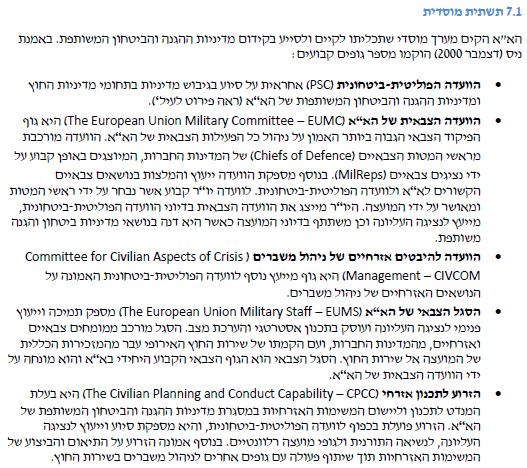 7.1 תשתית מוסדית
הא"א הקים מערך מוסדי שתכליתו לקיים ולסייע בקידום מדיניות ההגנה והביטחון המשותפת. באמנת
ניס (דצמבר 2000) הוקמו מספר גופים קבועים:
• הוועדה הפוליטית-ביטחונית (PSC) אחראית על סיוע בגיבוש מדיניות בתחומי מדיניות החוץ
ומדיניות ההגנה והביטחון המשותפות של הא"א (ראה פירוט לעיל').
• הוועדה הצבאית של הא"א (The European Union Military Committee – EUMC) היא גוף
הפיקוד הצבאי הגבוה ביותר האמון על ניהול כל הפעילות הצבאית של הא"א. הוועדה מורכבת
מראשי המטות הצבאיים (Chiefs of Defence) של המדינות החברות, המיוצגים באופן קבוע על
ידי נציגים צבאיים (MilReps). בנוסף מספקת הוועדה ייעוץ והמלצות בנושאים צבאיים
הקשורים לא"א ולוועדה הפוליטית-ביטחונית. לוועדה יו"ר קבוע אשר נבחר על ידי ראשי המטות
ומאושר על ידי המועצה. היו"ר מייצג את הוועדה הצבאית בדיוני הוועדה הפוליטית-ביטחונית,
מייעץ לנציגה העליונה וכן משתתף בדיוני המועצה כאשר היא דנה בנושאי מדיניות ביטחון והגנה
משותפת.
• הוועדה להיבטים אזרחיים של ניהול משברים (Committee for Civilian Aspects of Crisis
Management – CIVCOM) היא גוף מייעץ נוסף לוועדה הפוליטית-ביטחונית האמונה על
הנושאים האזרחיים של ניהול משברים.
• הסגל הצבאי של הא"א (The European Union Military Staff – EUMS) מספק תמיכה וייעוץ
פנימי לנציגה העליונה ועוסק בתכנון אסטרטגי והערכת מצב. הסגל מורכב ממומחים צבאיים
ואזרחיים, מהמדינות החברות, ועם הקמתו של שירות החוץ האירופי עבר מהמזכירות הכללית
של המועצה אל שירות החוץ. הסגל הצבאי הוא הגוף הצבאי הקבוע היחידי בא"א והוא מונחה על
ידי הוועדה הצבאית של הא"א.
• הזרוע לתכנון אזרחי (The Civilian Planning and Conduct Capability – CPCC) היא בעלת
המנדט לתכנון וליישום המשימות האזרחיות במסגרת מדיניות ההגנה והביטחון המשותפת של
הא"א. הזרוע פועלת בכפוף לוועדה הפוליטית-ביטחונית, והיא מספקת סיוע וייעוץ לנציגה
העליונה, לנשיאה התורנית ולגופי מועצה רלוונטיים. בנוסף אמונה הזרוע על התיאום והביצוע של
המשימות האזרחיות תוך שיתוף פעולה עם גופים אחרים לניהול משברים בשירות החוץ.